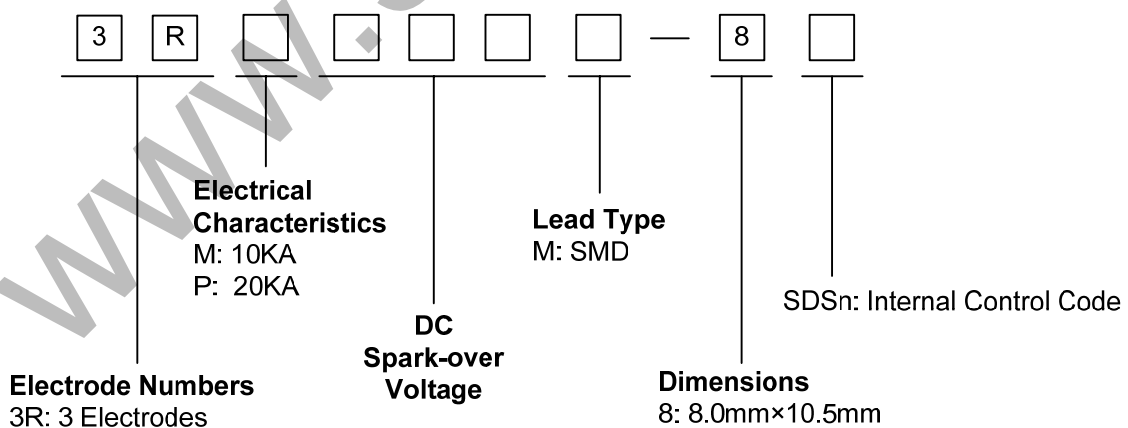 3 R — 8
Electrical
Characteristics
M: 10KA
P: 20KA
Lead Type
M: SMD
SDSn: Internal Control Code
DC
Spark-over
Voltage
Electrode Numbers
3R: 3 Electrodes
Dimensions
8: 8.0mm×10.5mm
www.